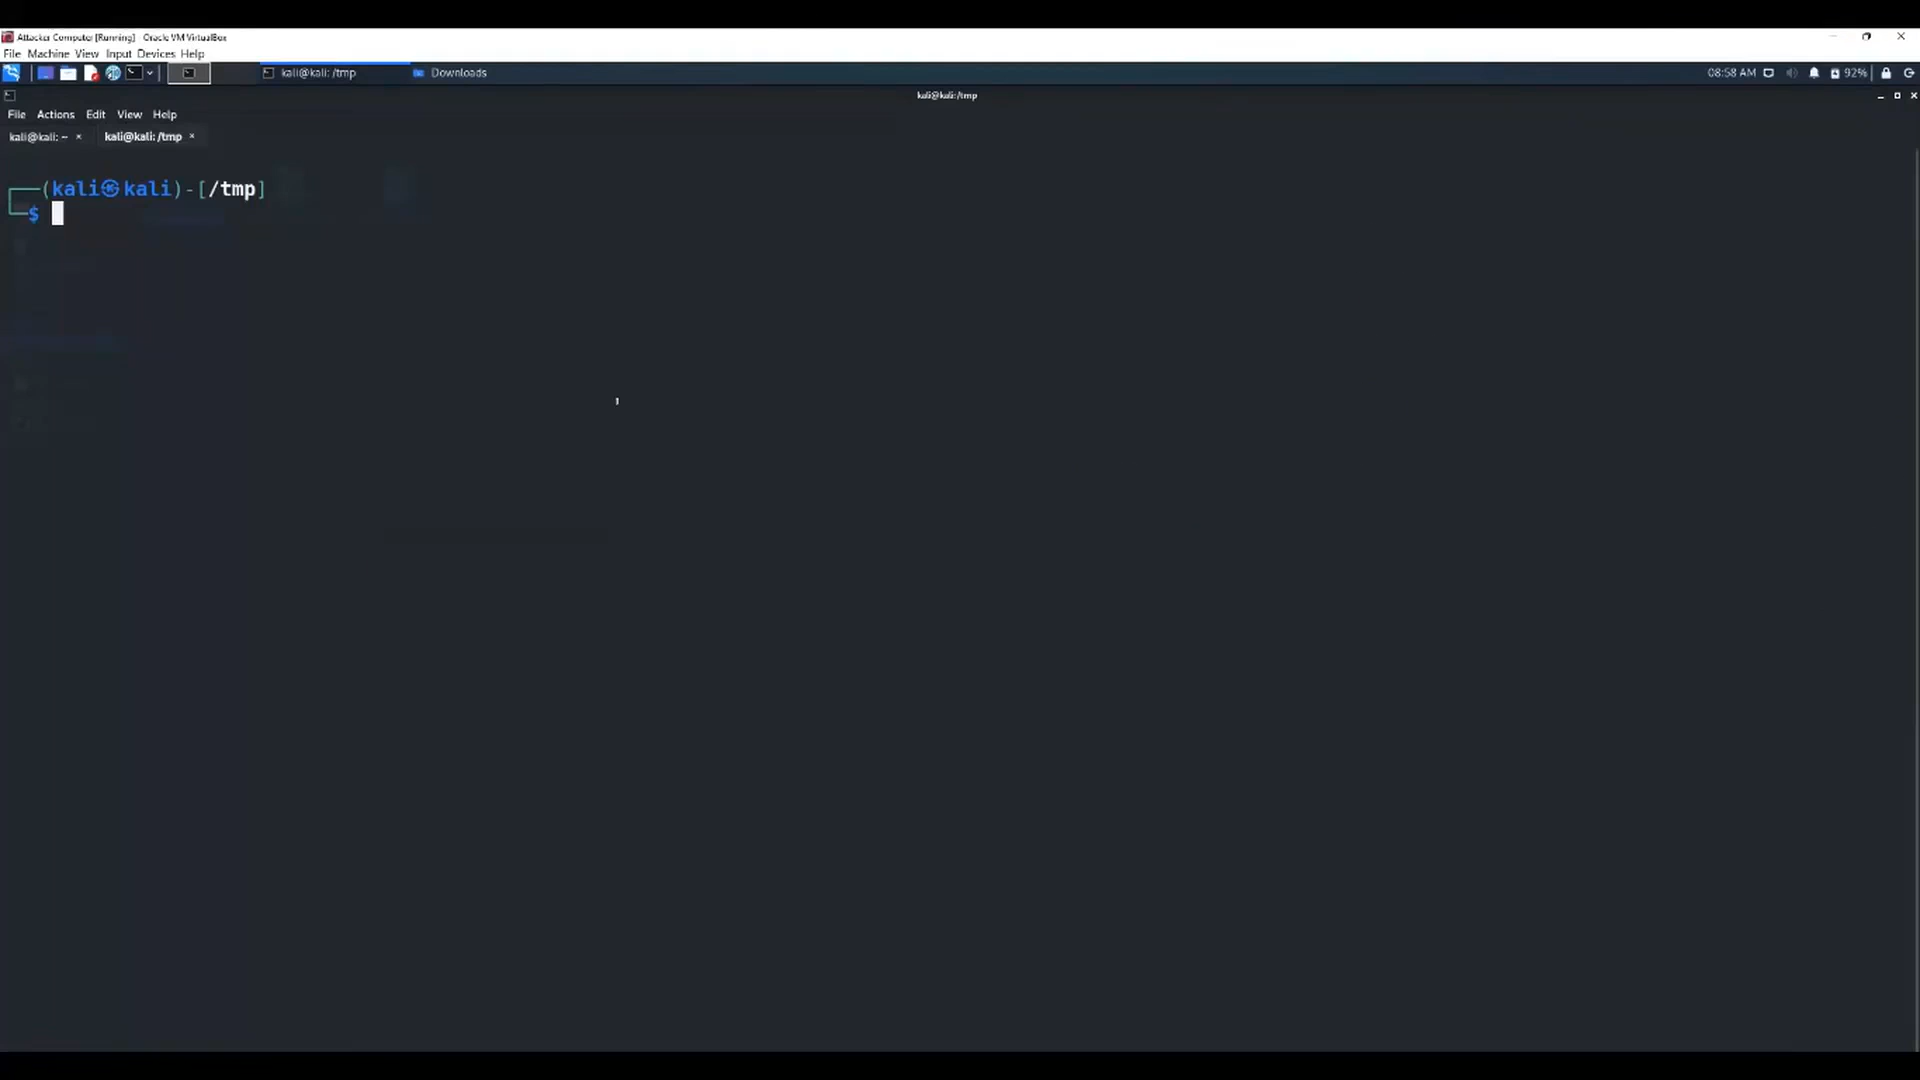 Attacker Computer [Running] - Oracle VM VirtualBox
File Machine View Input Devices Help
kali@kali: /tmp Downloads 08:58 AM 92%
kali@kali:/tmp
File Actions Edit View Help
kali@kali: ~ × kali@kali: /tmp ×
┌──(kali㉿kali)-[/tmp]
└─$